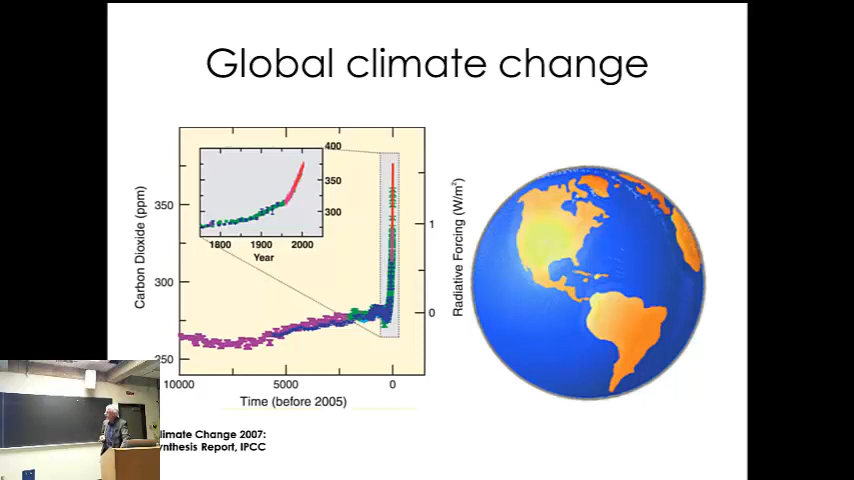 Global climate change
Carbon Dioxide (ppm)
350
300
250
400
350
300
1800 1900 2000
Year
1
0
Radiative Forcing (W/m²)
10000 5000 0
Time (before 2005)
limate Change 2007:
ynthesis Report, IPCC